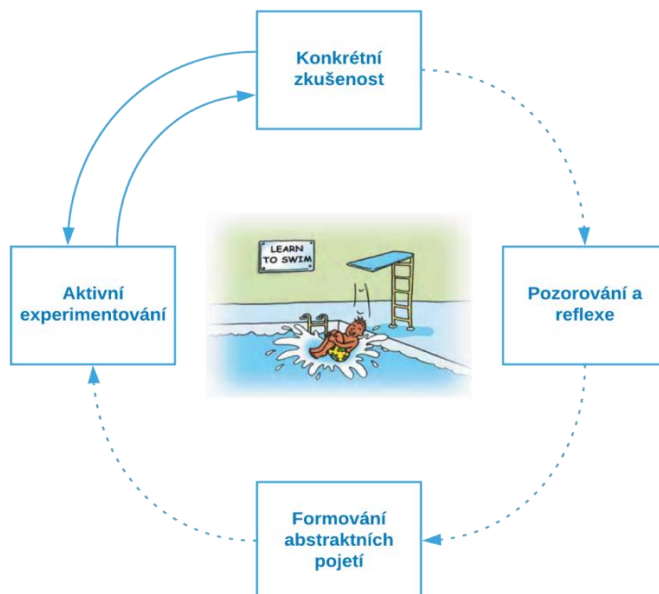 Konkrétní
zkušenost
LEARN
TO SWIM
Aktivní
experimentování
Pozorování a
reflexe
Formování
abstraktních
pojetí